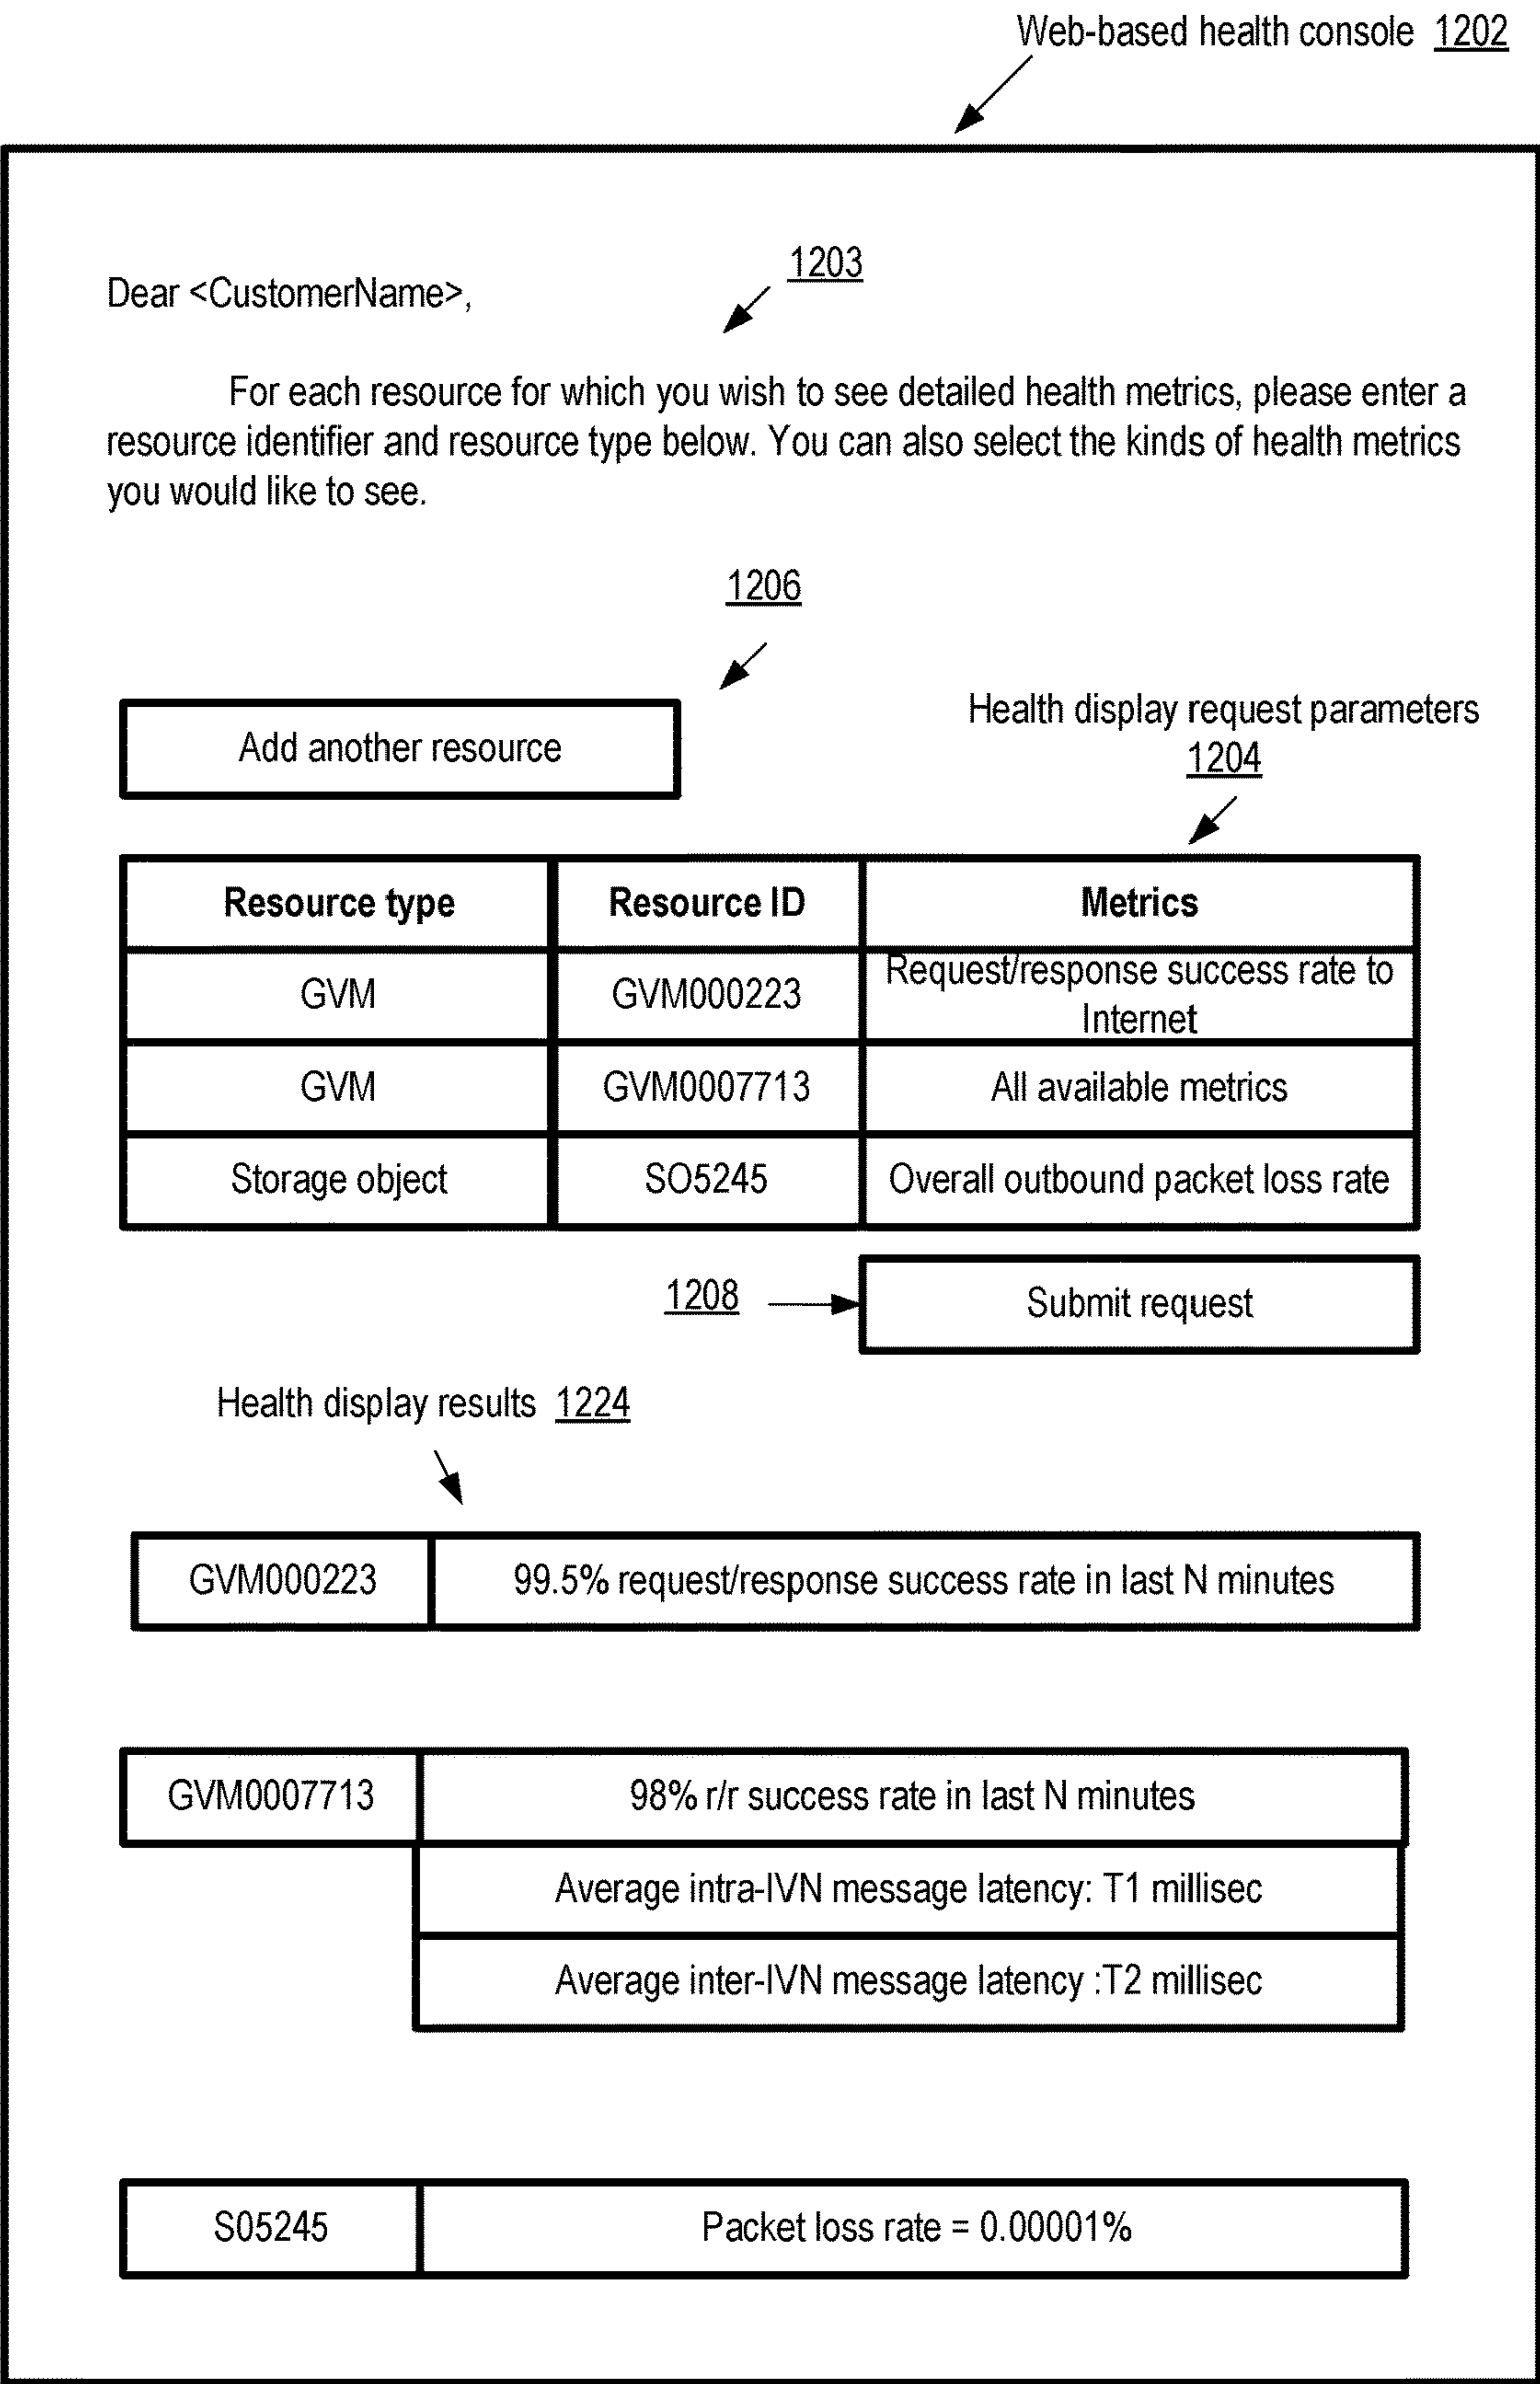 Web-based health console 1202
1203
Dear <CustomerName>,
For each resource for which you wish to see detailed health metrics, please enter a
resource identifier and resource type below. You can also select the kinds of health metrics
you would like to see.
1206
Health display request parameters
1204
Add another resource
Resource type Resource ID Metrics
GVM GVM000223 Request/response success rate to
Internet
GVM GVM0007713 All available metrics
Storage object SO5245 Overall outbound packet loss rate
1208 Submit request
Health display results 1224
GVM000223 99.5% request/response success rate in last N minutes
GVM0007713 98% r/r success rate in last N minutes
Average intra-IVN message latency: T1 millisec
Average inter-IVN message latency :T2 millisec
S05245 Packet loss rate = 0.00001%